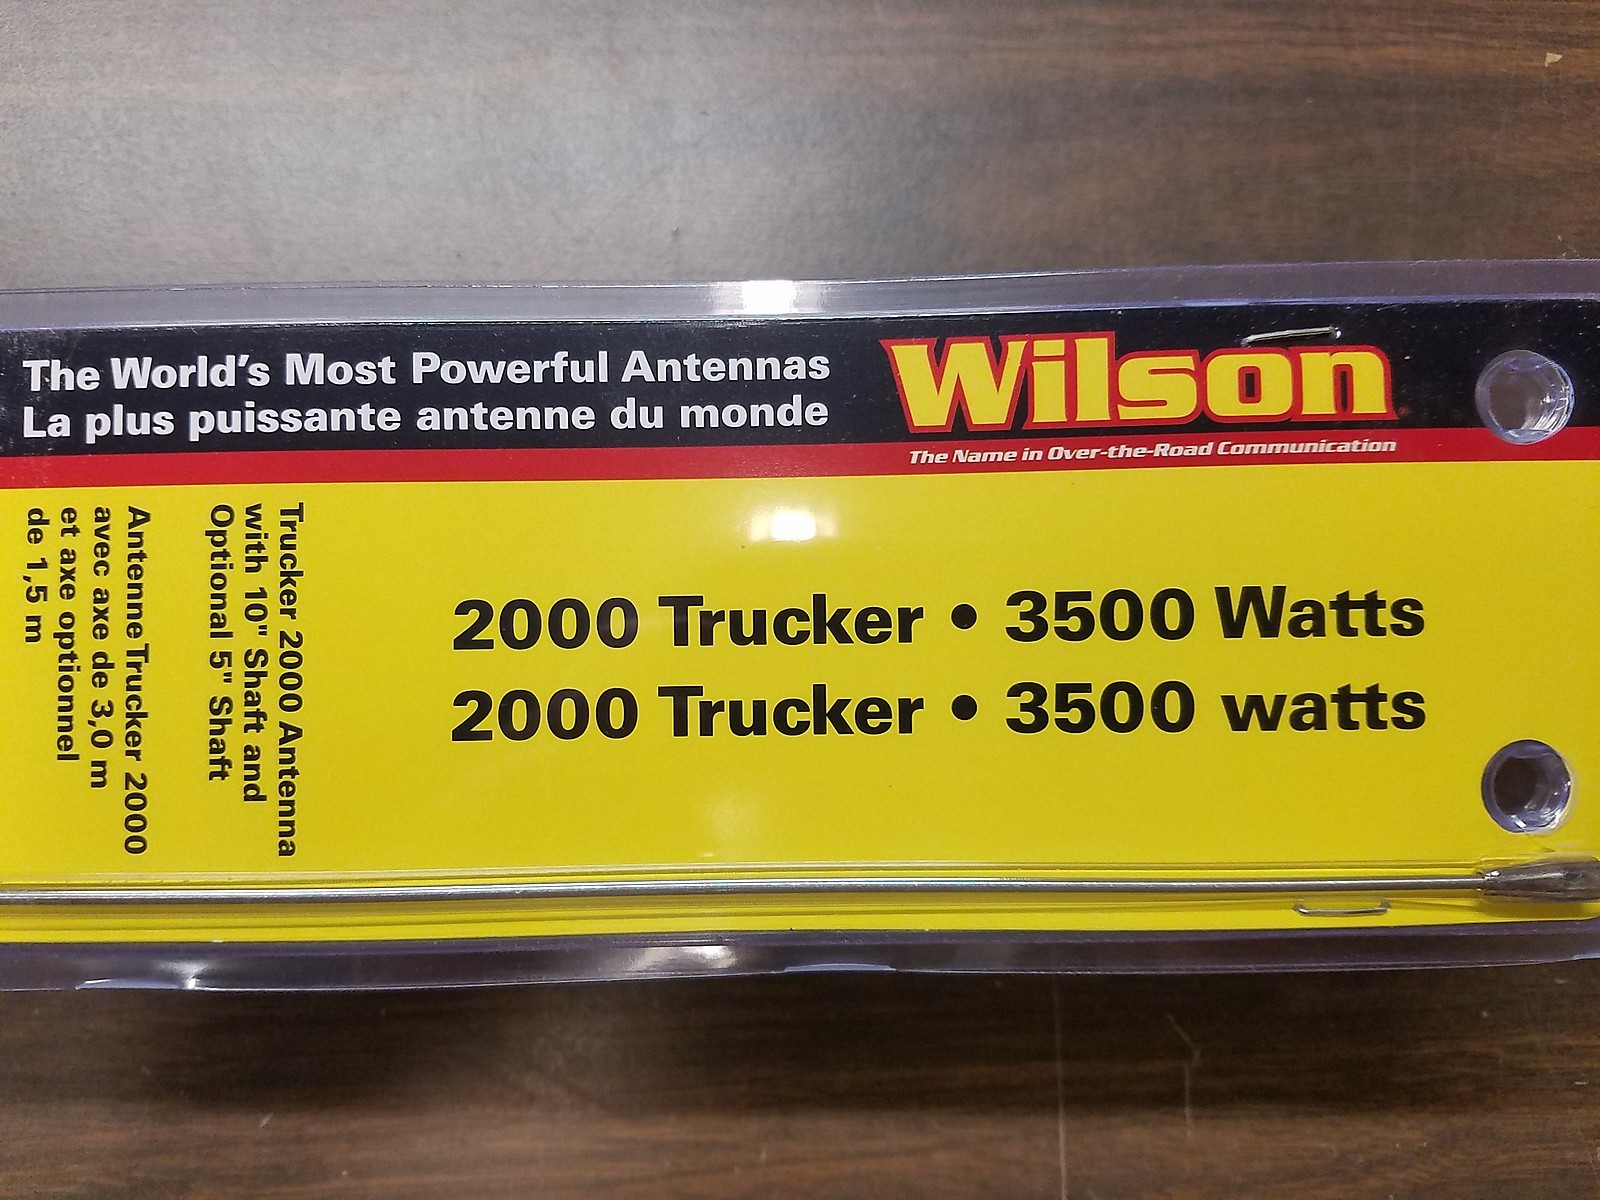 The World's Most Powerful Antennas
La plus puissante antenne du monde
Wilson
The Name in Over-the-Road Communication
2000 Trucker • 3500 Watts
2000 Trucker • 3500 watts
Trucker 2000 Antenna
with 10" Shaft and
Optional 5" Shaft
Antenne Trucker 2000
avec axe de 3,0 m
et axe optionnel
de 1,5 m